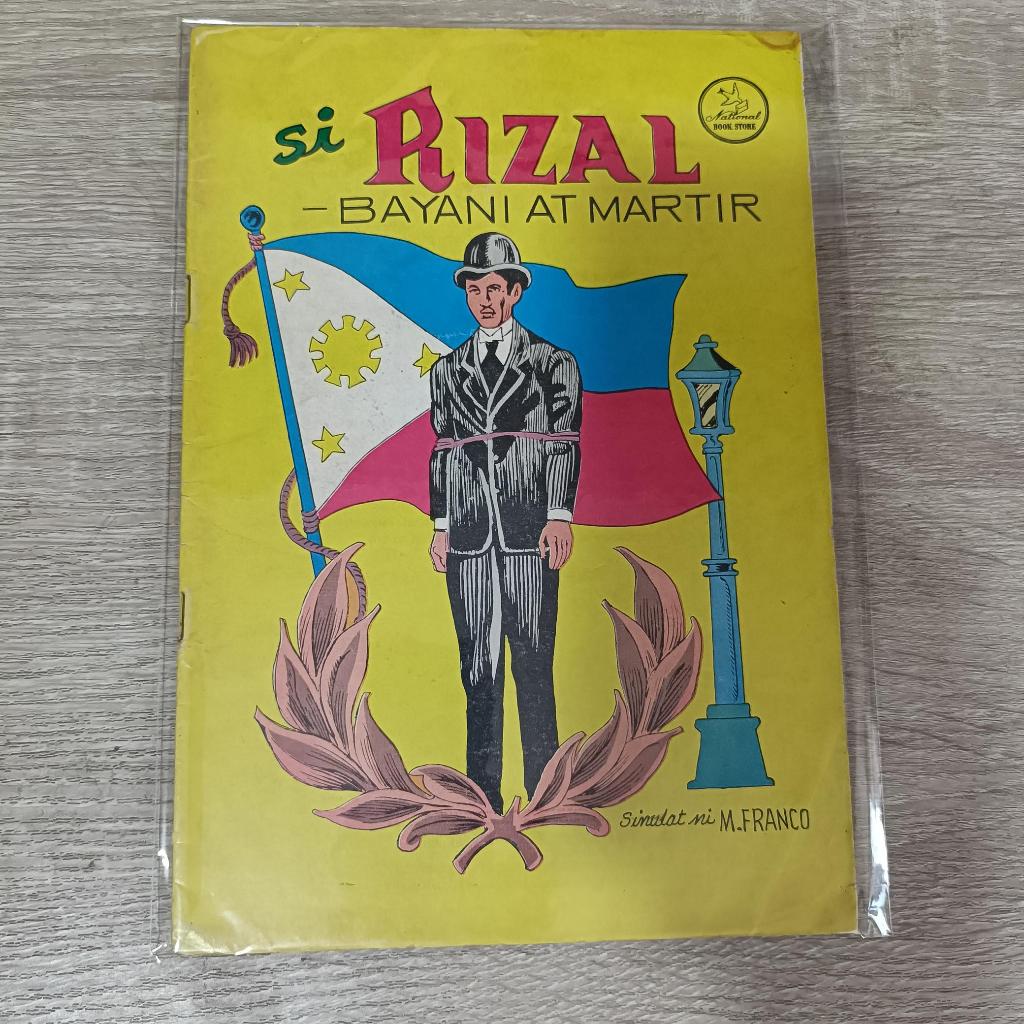 si RIZAL
National
BOOK STORE
- BAYANI AT MARTIR
Sinulat ni M. FRANCO